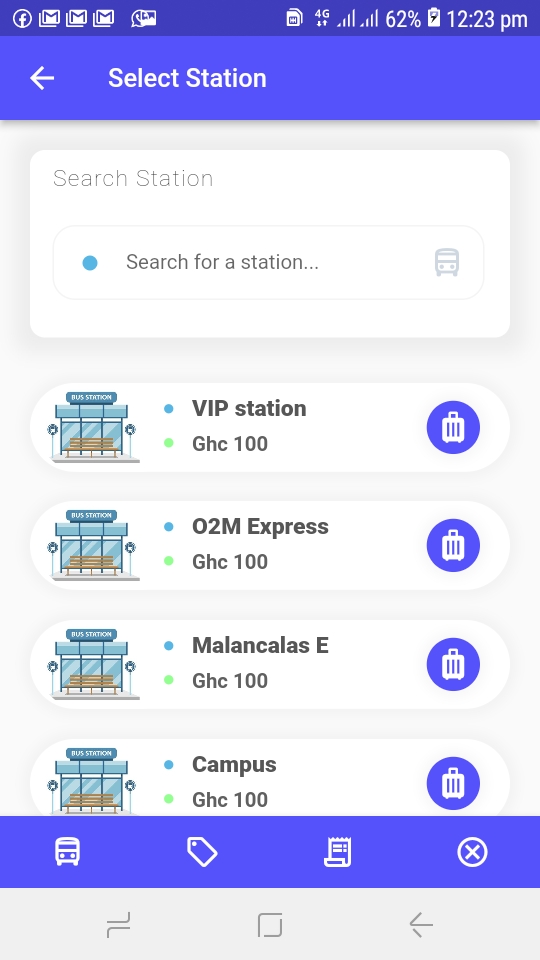 4G 62% 12:23 pm
Select Station
Search Station
Search for a station...
BUS STATION
VIP station
Ghc 100
BUS STATION
O2M Express
Ghc 100
BUS STATION
Malancalas E
Ghc 100
BUS STATION
Campus
Ghc 100